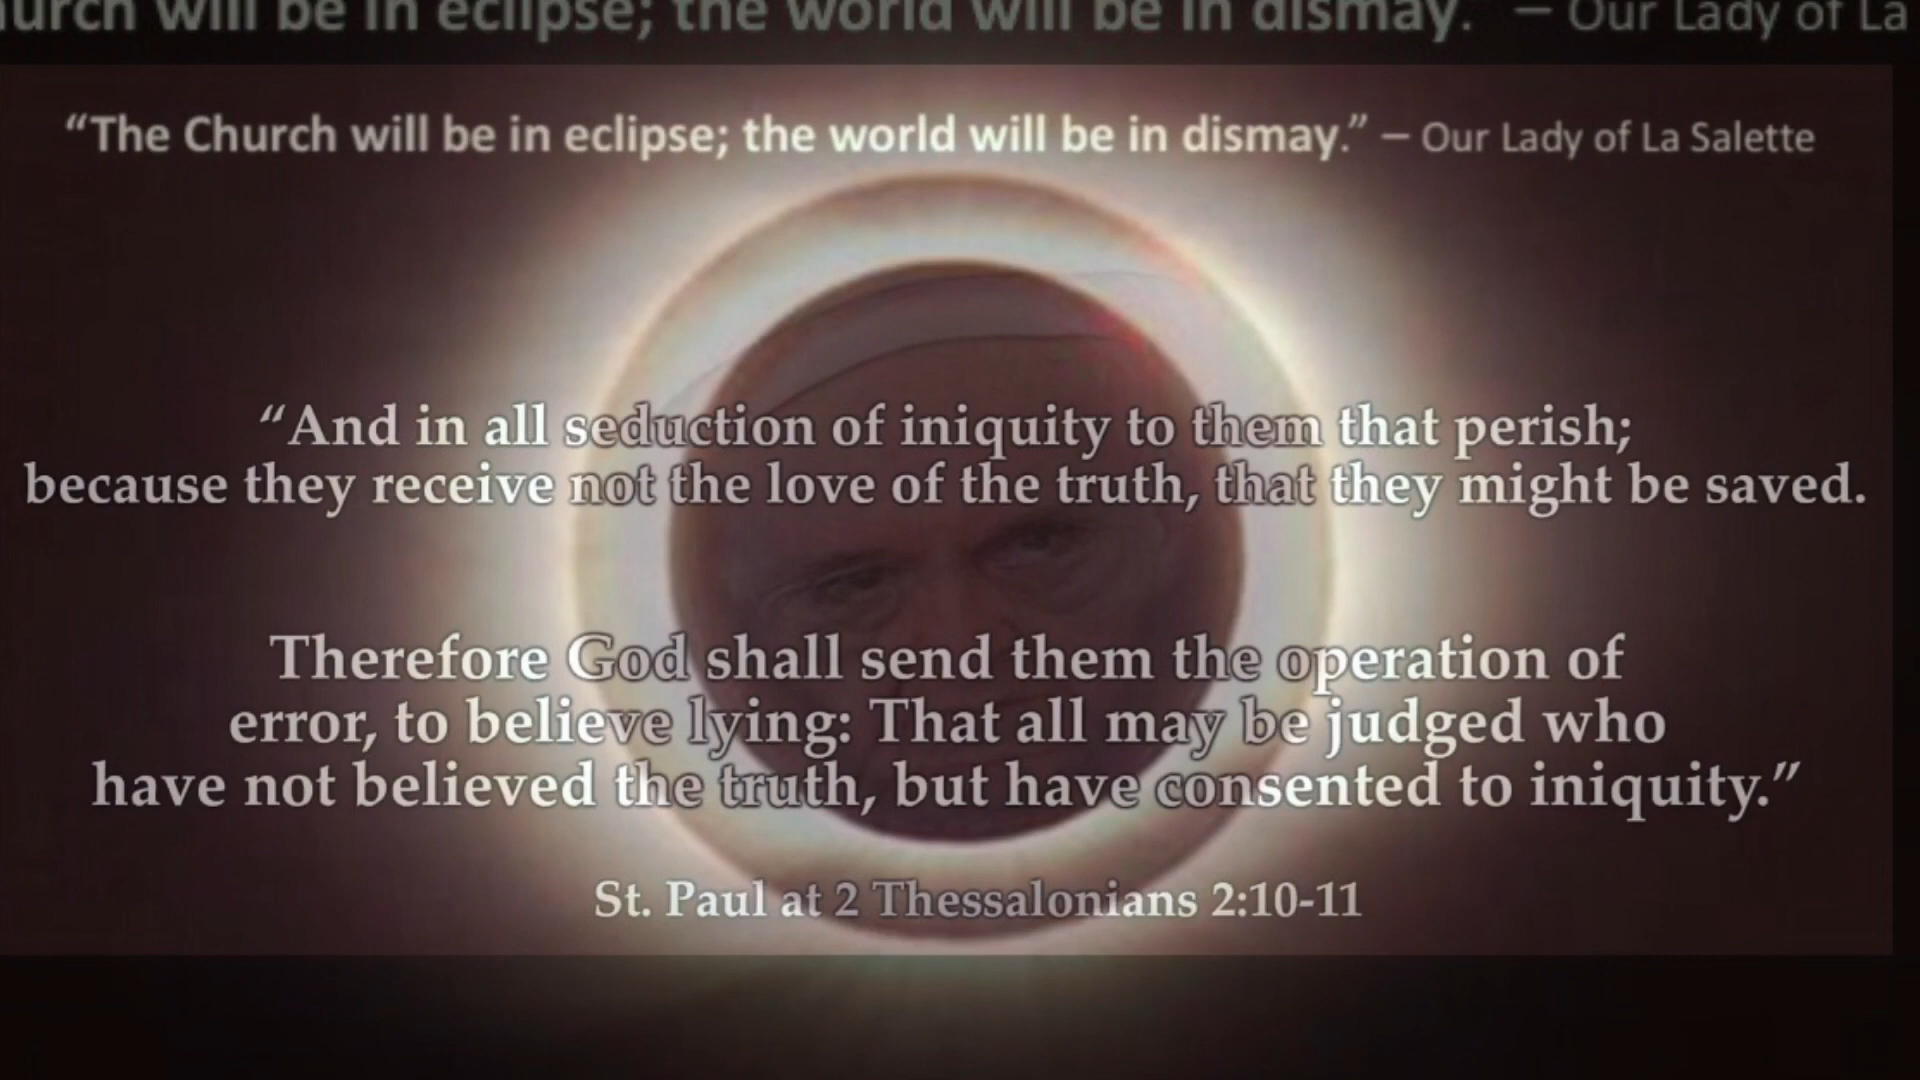 urch will be in eclipse; the world will be in dismay.” – Our Lady of La
“The Church will be in eclipse; the world will be in dismay.” – Our Lady of La Salette
“And in all seduction of iniquity to them that perish;
because they receive not the love of the truth, that they might be saved.
Therefore God shall send them the operation of
error, to believe lying: That all may be judged who
have not believed the truth, but have consented to iniquity.”
St. Paul at 2 Thessalonians 2:10-11